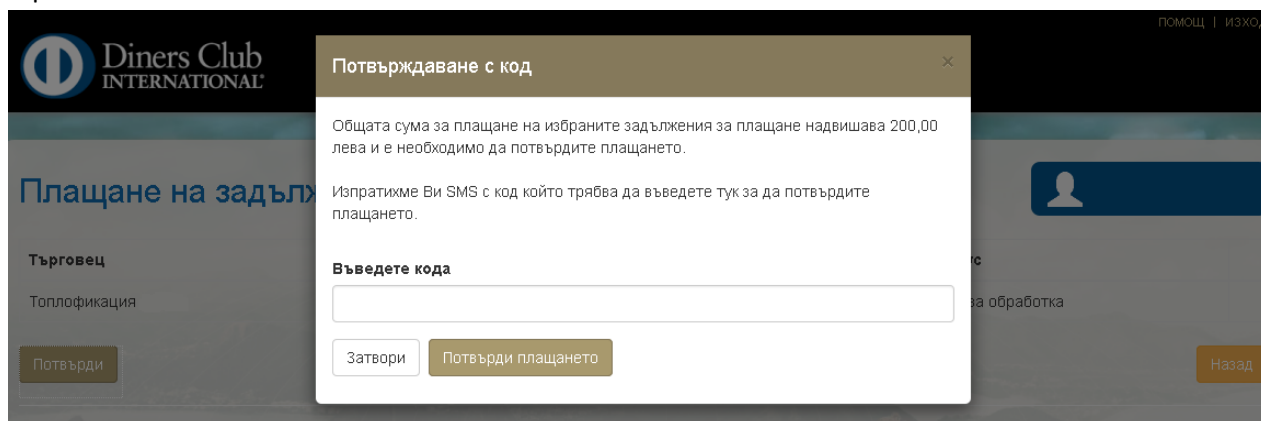 помощ | изхо
Diners Club
INTERNATIONAL®
Потвърждаване с код
×
Общата сума за плащане на избраните задължения за плащане надвишава 200,00
лева и е необходимо да потвърдите плащането.
Плащане на задълж
Изпратихме Ви SMS с код който трябва да въведете тук за да потвърдите
плащането.
Търговец
Въведете кода
ус
Топлофикация
за обработка
Затвори
Потвърди плащането
Потвърди
Назад